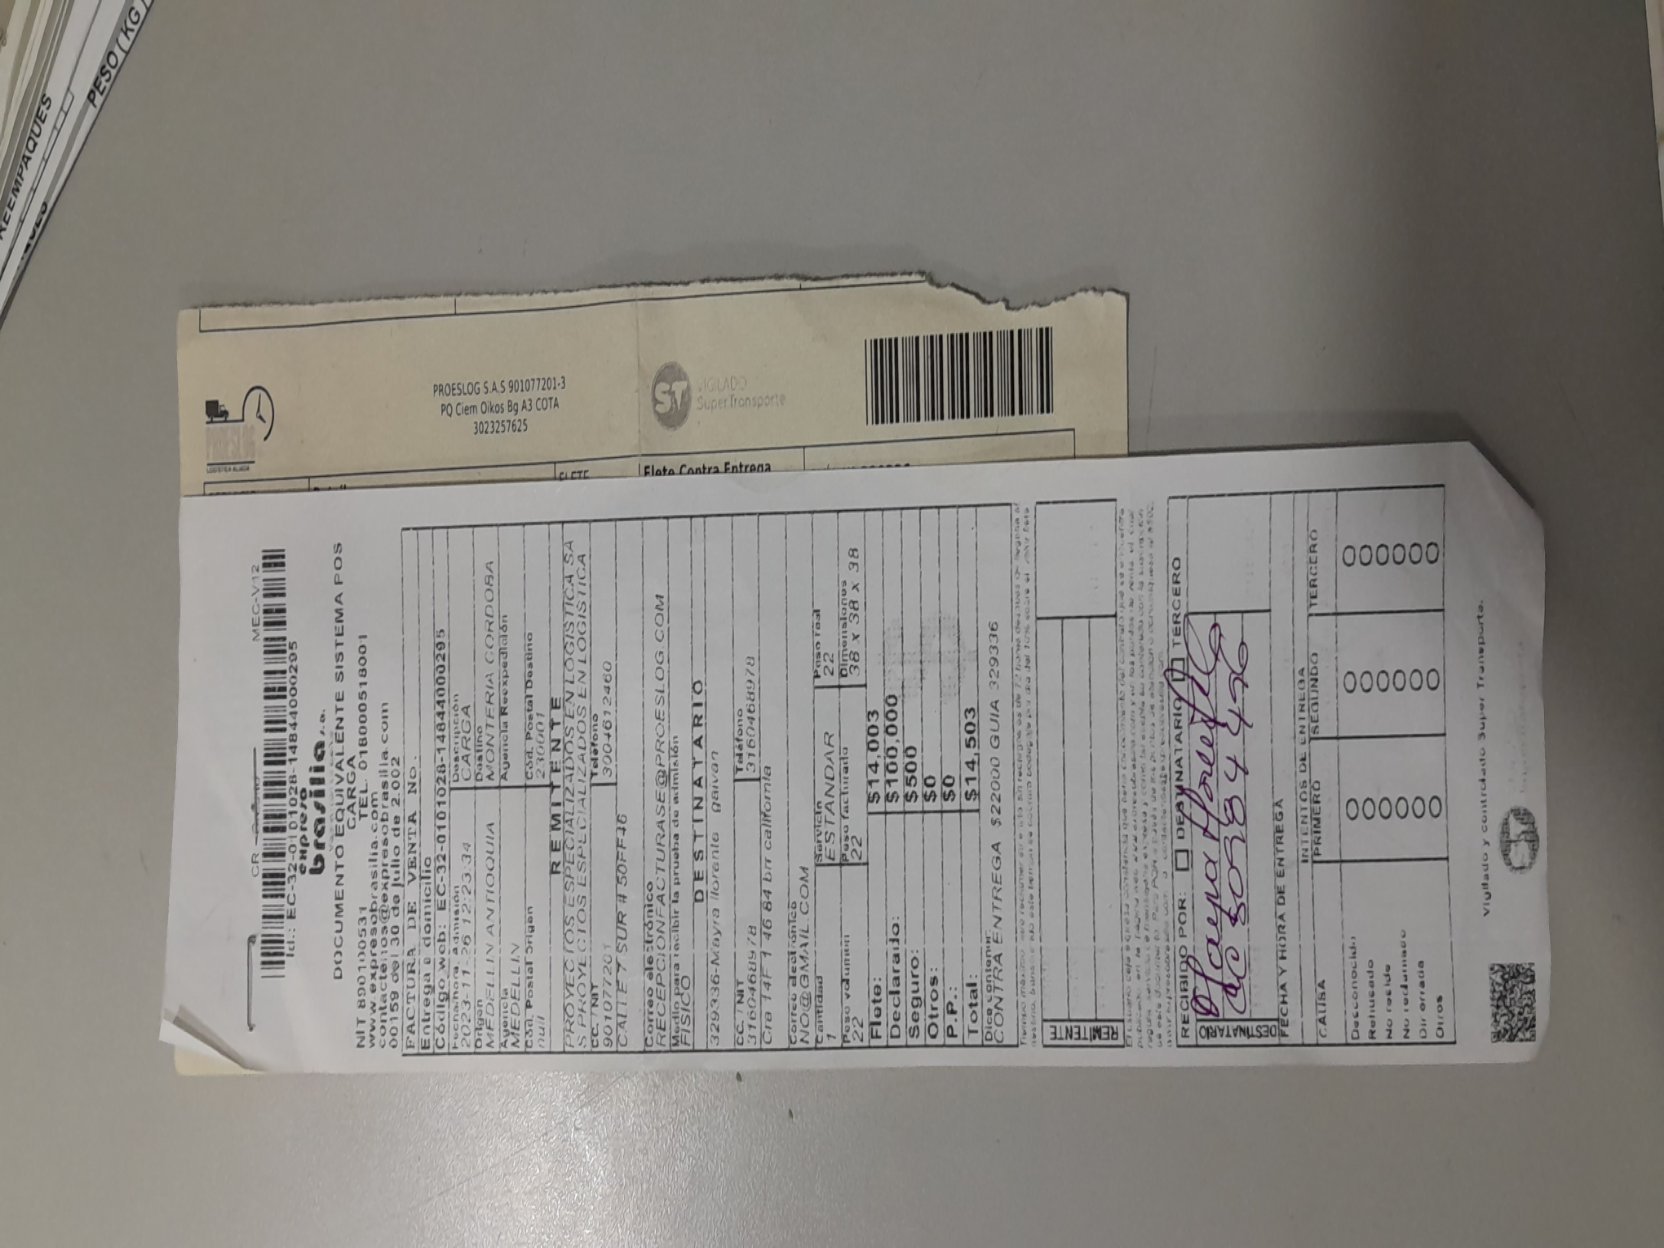 REEMPAQUES
PESO (KG)
PROESLOG S.A.S 901077201-3
PQ Ciem Oikos Bg A3 COTA
3023257625
ST
VIGILADO
SuperTransporte
FLETE
Flete Contra Entrega
MEC-V12
Id.: EC-32-0101028-14844000295
expreso
brasilia s.a.
DOCUMENTO EQUIVALENTE SISTEMA POS
CARGA
NIT 890100531 TEL. 018000518001
www.expresobrasilia.com
contactenos@expresobrasilia.com
00159 del 30 de julio de 2.002
FACTURA DE VENTA No.
Entrega a domicilio
Código web: EC-32-0101028-1484400295
Fecha/hora admisión
2023-11-26 12:23:34
Descripción
CARGA
Origen
MEDELLIN ANTIOQUIA
Destino
MONTERIA CORDOBA
Agencia
MEDELLIN
Agencia Reexpedición
Cód. Postal Origen
null
Cód. Postal Destino
230001
REMITENTE
PROYECTOS ESPECIALIZADOS EN LOGISTICA SA
S PROYECTOS ESPECIALIZADOS EN LOGISTICA
CC. / NIT
901077201
Teléfono
3004612460
CALLE 7 SUR # 50FF46
Correo electrónico
RECEPCIONFACTURASE@PROESLOG.COM
Medio para recibir la prueba de admisión
FISICO
DESTINATARIO
329336-Mayra llorente gaivan
CC. / NIT
3160468978
Teléfono
3160468978
Cra 14F 1 46 84 brr california
Correo electrónico
NO@GMAIL.COM
Cantidad
1
Servicio
ESTANDAR
Peso real
22
Peso volumen
22
Peso facturado
22
Dimensiones
38 x 38 x 38
Flete: $14,003
Declarado: $100,000
Seguro: $500
Otros: $0
P.P.: $0
Total: $14,503
Dice contener
CONTRA ENTREGA $22000 GUIA 329336
REMITENTE
RECIBIDO POR: DESTINATARIO TERCERO
DESTINATARIO
FECHA Y HORA DE ENTREGA
INTENTOS DE ENTREGA
CAUSA PRIMERO SEGUNDO TERCERO
Desconocido
Rehusado
No reside
No reclamado
Dir errada
Otros
Vigilado y controlado Super Transporte.